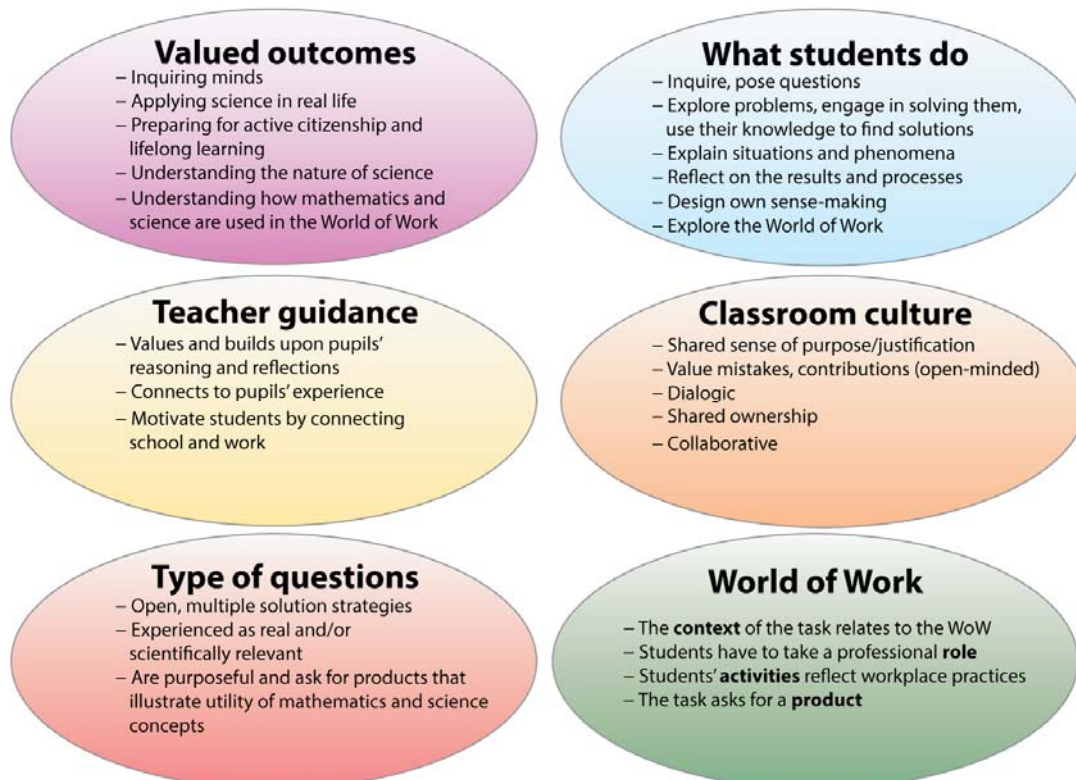 Valued outcomes
– Inquiring minds
– Applying science in real life
– Preparing for active citizenship and
lifelong learning
– Understanding the nature of science
– Understanding how mathematics and
science are used in the World of Work
What students do
– Inquire, pose questions
– Explore problems, engage in solving them,
use their knowledge to find solutions
– Explain situations and phenomena
– Reflect on the results and processes
– Design own sense-making
– Explore the World of Work
Teacher guidance
– Values and builds upon pupils’
reasoning and reflections
– Connects to pupils’ experience
– Motivate students by connecting
school and work
Classroom culture
– Shared sense of purpose/justification
– Value mistakes, contributions (open-minded)
– Dialogic
– Shared ownership
– Collaborative
Type of questions
– Open, multiple solution strategies
– Experienced as real and/or
scientifically relevant
– Are purposeful and ask for products that
illustrate utility of mathematics and science
concepts
World of Work
– The context of the task relates to the WoW
– Students have to take a professional role
– Students’ activities reflect workplace practices
– The task asks for a product